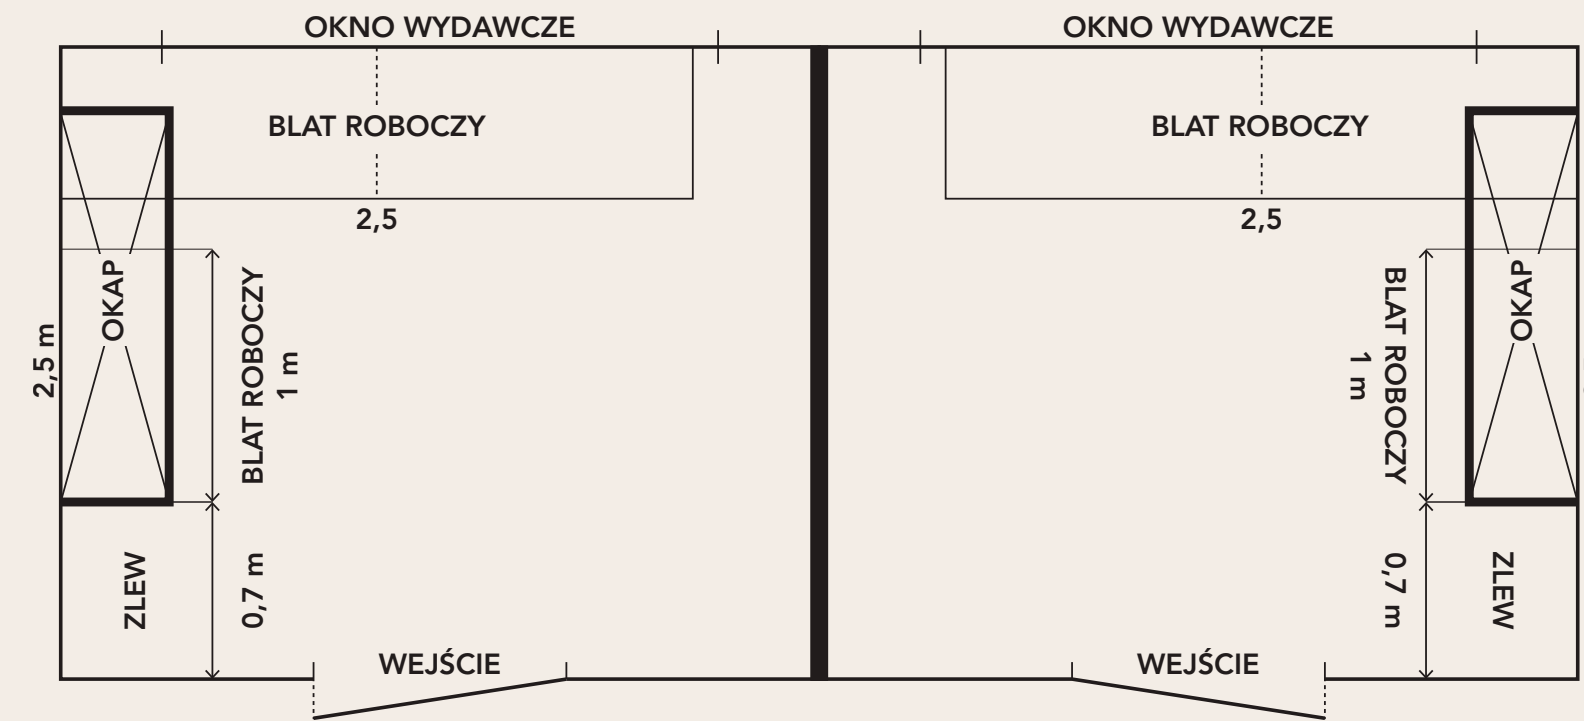 OKNO WYDAWCZE
OKNO WYDAWCZE
BLAT ROBOCZY
BLAT ROBOCZY
2,5
2,5
2,5 m
OKAP
BLAT ROBOCZY
1 m
1 m
BLAT ROBOCZY
OKAP
ZLEW
0,7 m
0,7 m
ZLEW
WEJŚCIE
WEJŚCIE